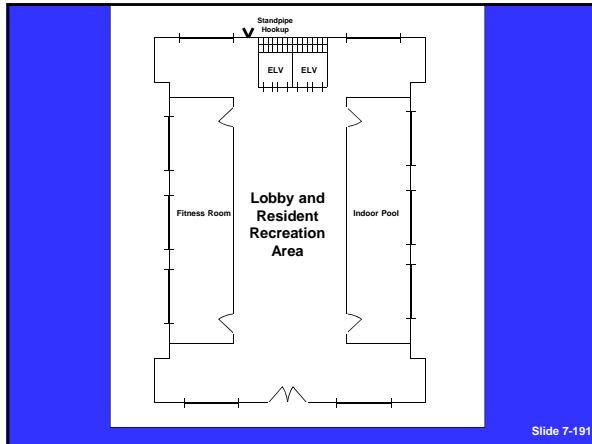 Standpipe
Hookup
ELV
ELV
Fitness Room
Lobby and
Resident
Recreation
Area
Indoor Pool
Slide 7-191